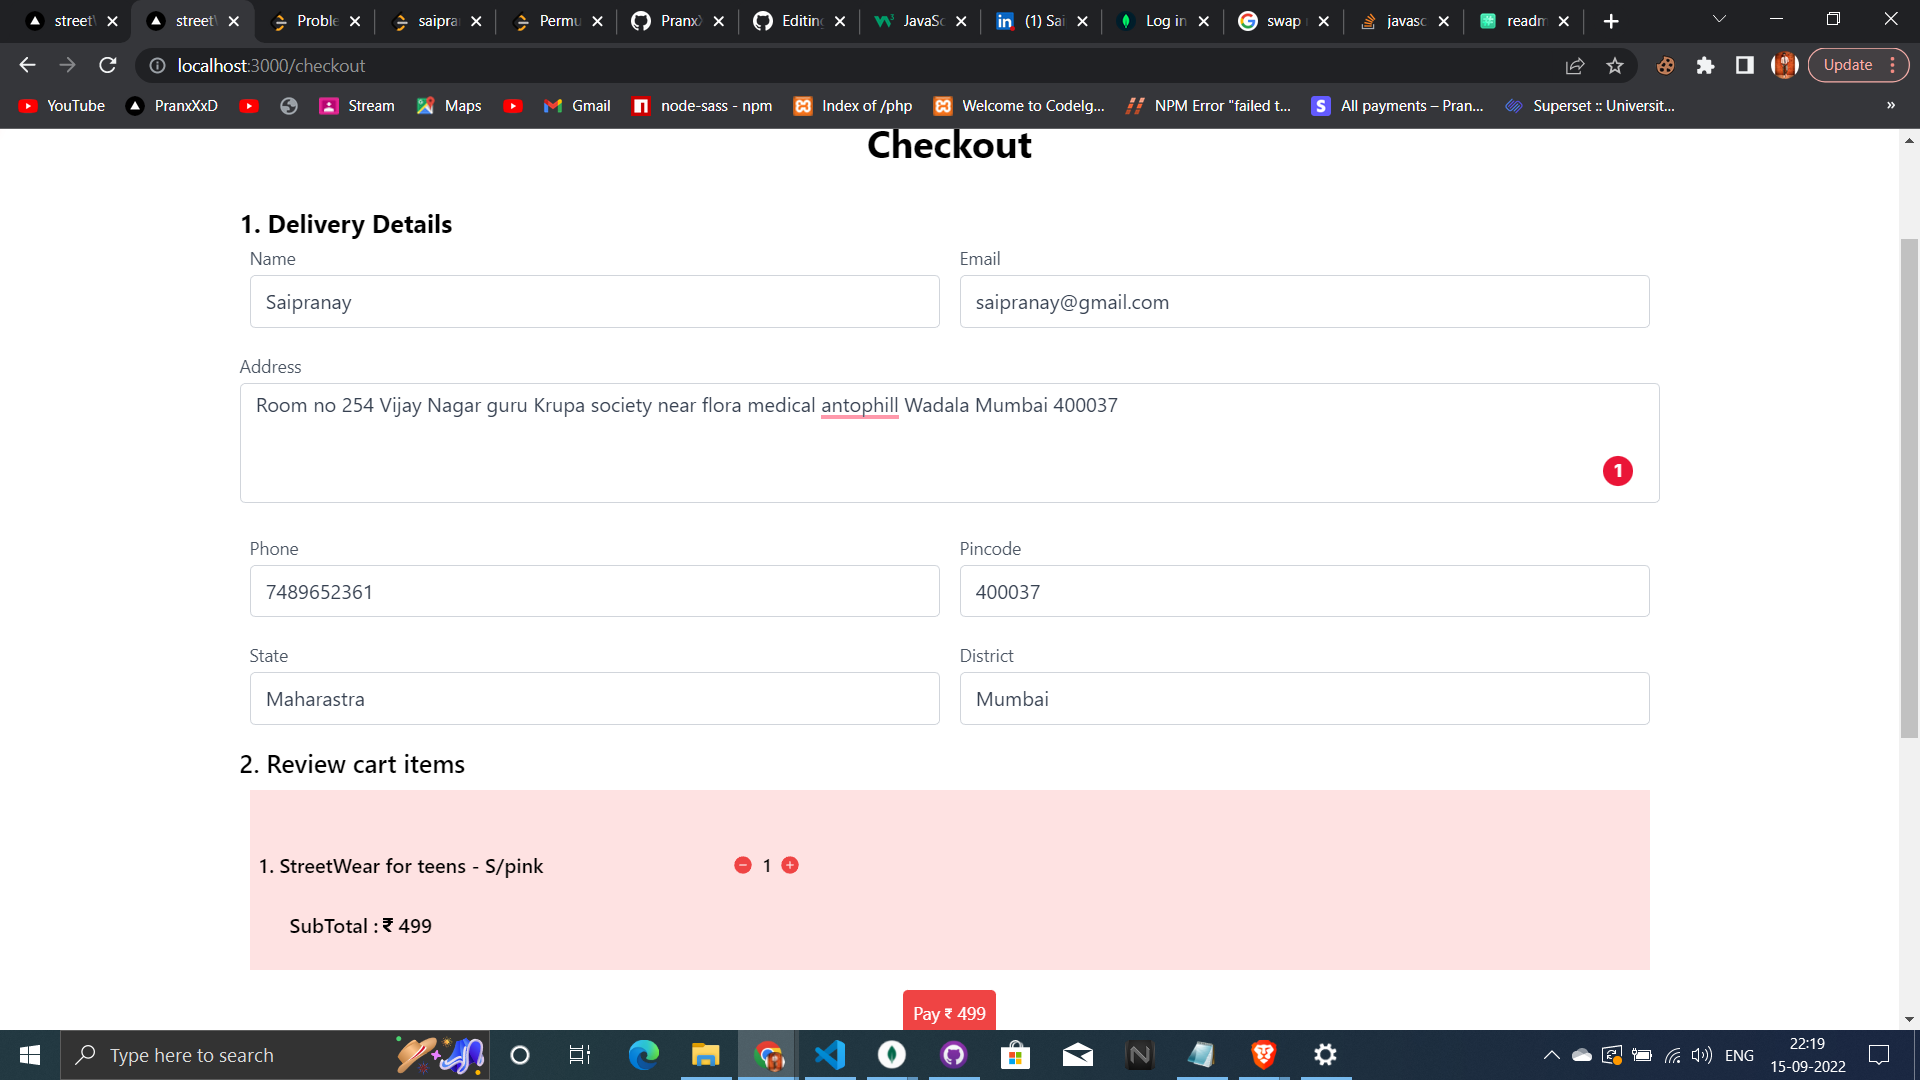 street
street
Proble
saipra
Permu
Pranx
Editin
JavaSc
(1) Sai
Log in
swap
javasc
readm
localhost:3000/checkout
Update
YouTube
PranxXxD
Stream
Maps
Gmail
node-sass - npm
Index of /php
Welcome to CodeIg...
NPM Error "failed t...
All payments – Pran...
Superset :: Universit...
»
Checkout
1. Delivery Details
Name
Email
Saipranay
saipranay@gmail.com
Address
Room no 254 Vijay Nagar guru Krupa society near flora medical antophill Wadala Mumbai 400037
1
Phone
Pincode
7489652361
400037
State
District
Maharastra
Mumbai
2. Review cart items
1. StreetWear for teens - S/pink
1
SubTotal : ₹ 499
Pay ₹ 499
Type here to search
ENG
22:19
15-09-2022